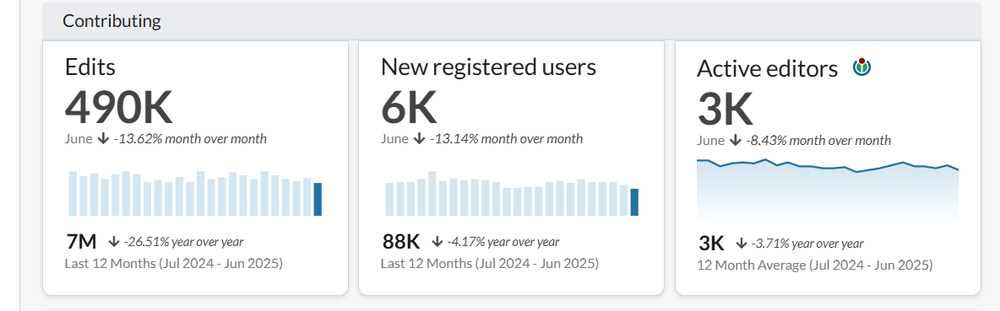 Contributing
Edits
490K
June ↓ -13.62% month over month
7M ↓ -26.51% year over year
Last 12 Months (Jul 2024 - Jun 2025)
New registered users
6K
June ↓ -13.14% month over month
88K ↓ -4.17% year over year
Last 12 Months (Jul 2024 - Jun 2025)
Active editors
3K
June ↓ -8.43% month over month
3K ↓ -3.71% year over year
12 Month Average (Jul 2024 - Jun 2025)